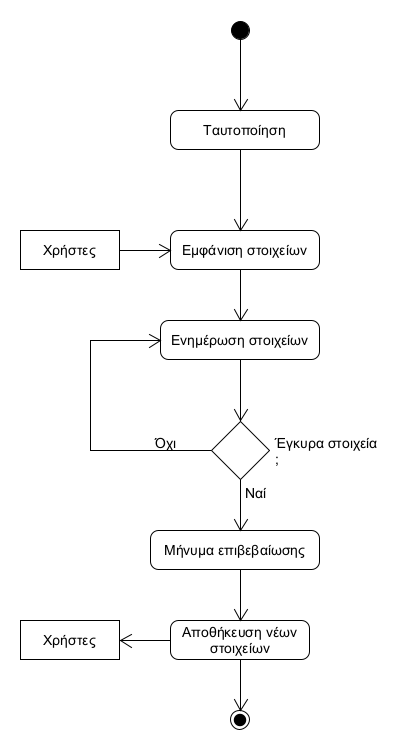 Ταυτοποίηση
Χρήστες
Εμφάνιση στοιχείων
Ενημέρωση στοιχείων
Όχι
Έγκυρα στοιχεία
;
Ναί
Μήνυμα επιβεβαίωσης
Χρήστες
Αποθήκευση νέων
στοιχείων